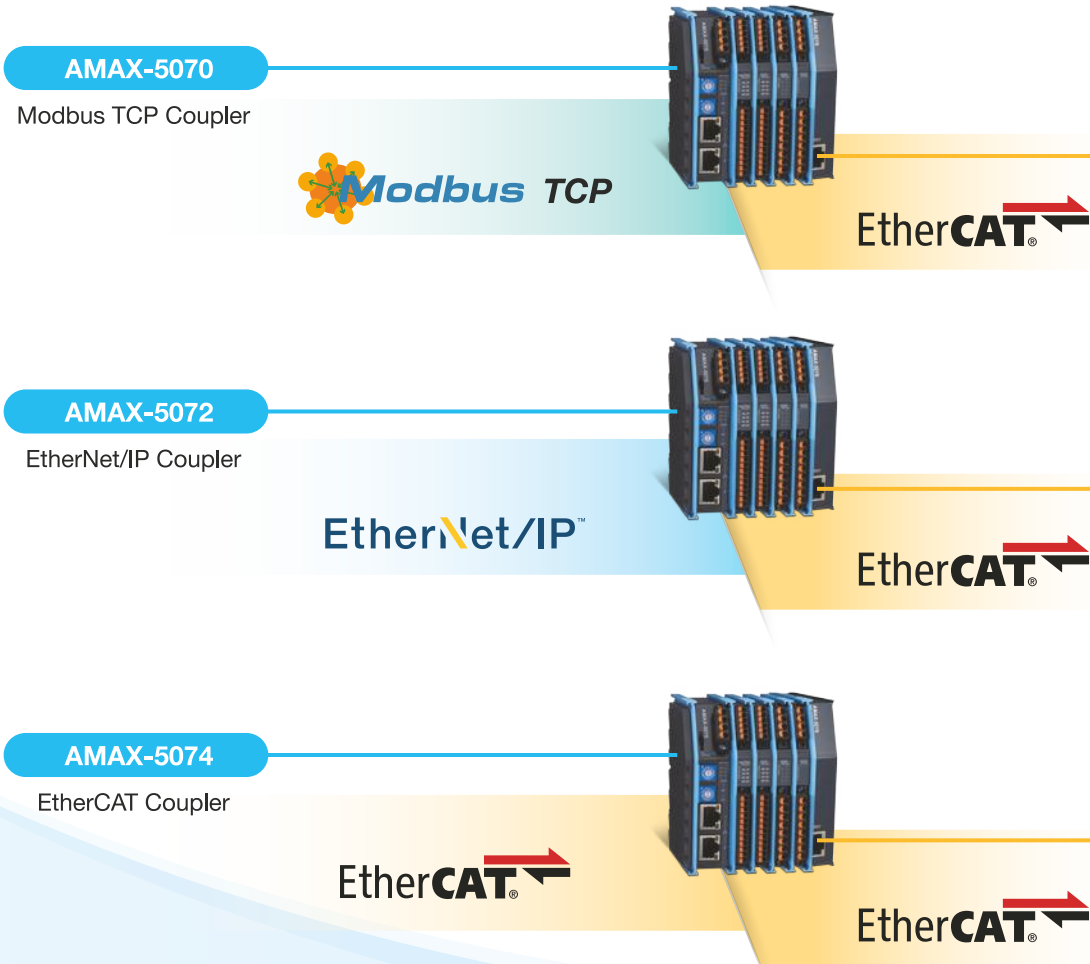 AMAX-5070
Modbus TCP Coupler
Modbus TCP
EtherCAT®
AMAX-5072
EtherNet/IP Coupler
EtherNet/IP™
EtherCAT®
AMAX-5074
EtherCAT Coupler
EtherCAT®
EtherCAT®